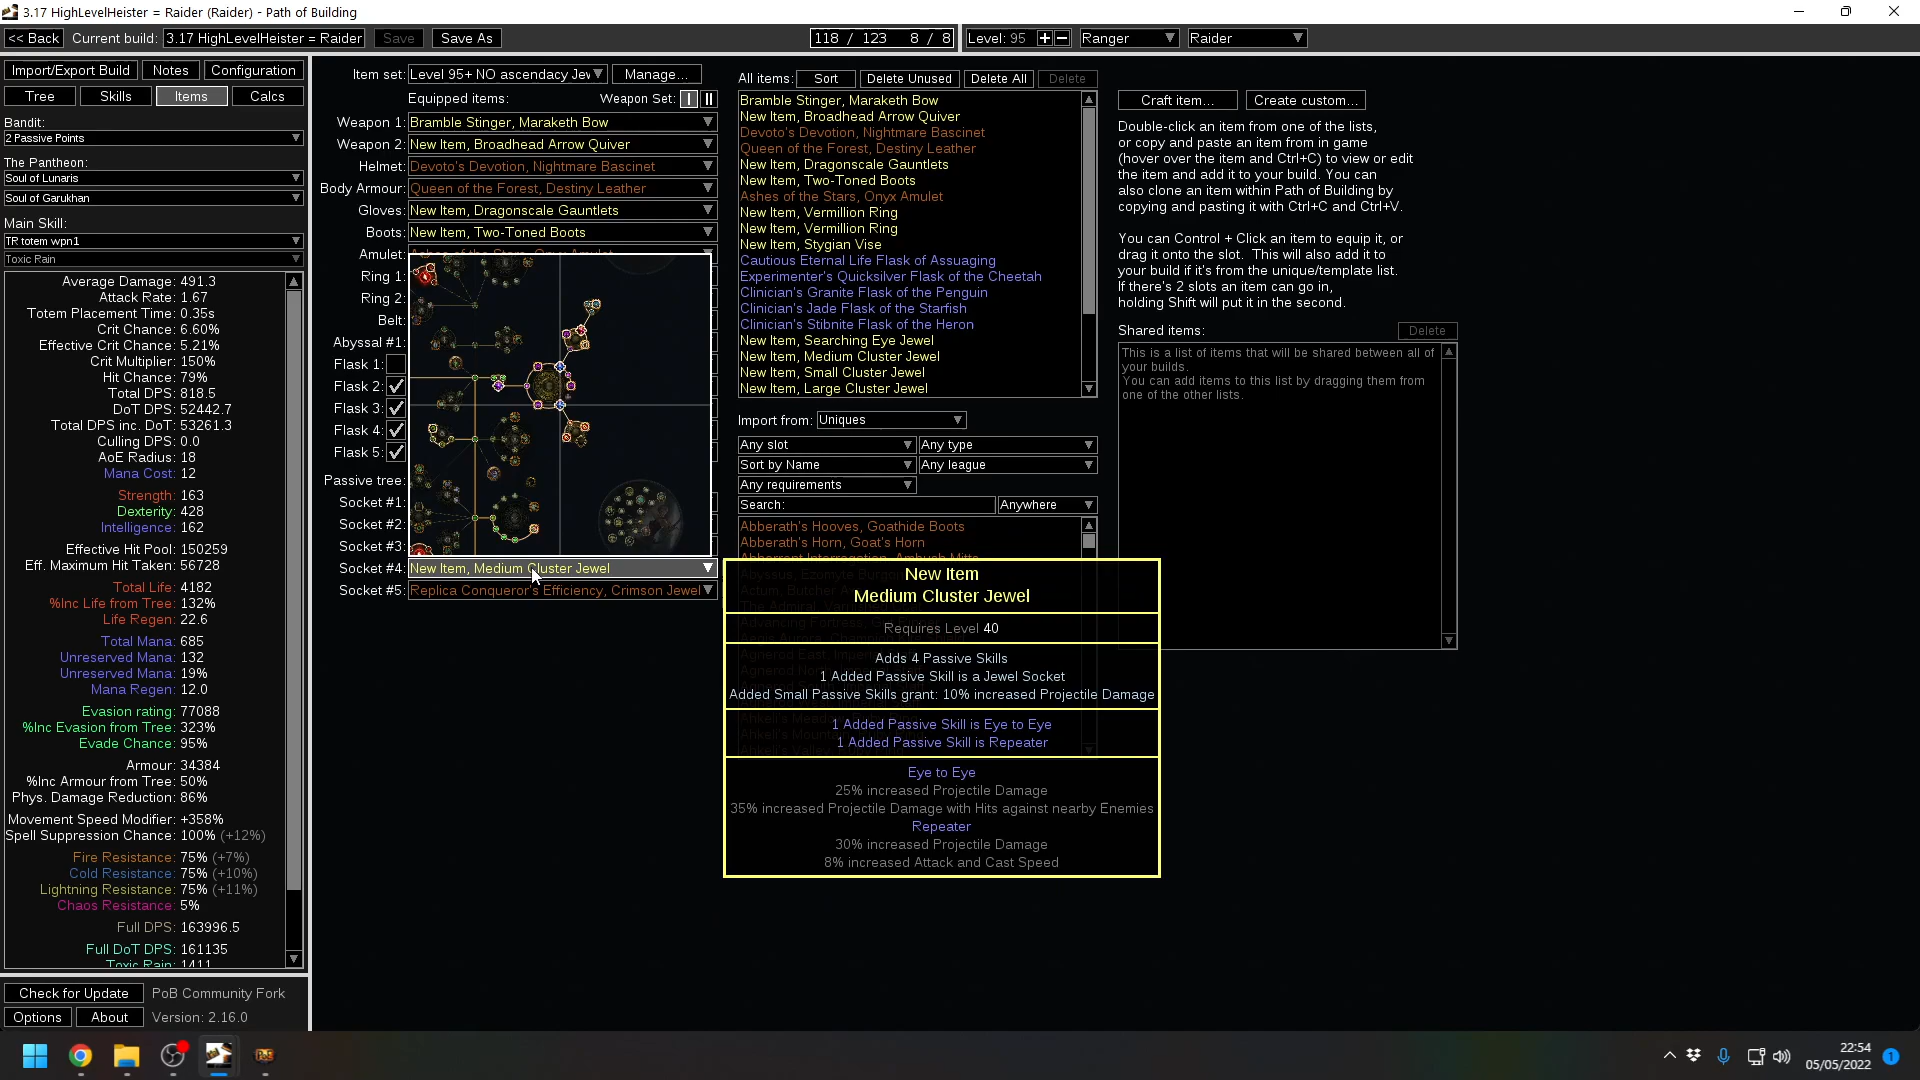 3.17 HighLevelHeister = Raider (Raider) - Path of Building
<< Back
Current build:
3.17 HighLevelHeister = Raider
Save
Save As
118 / 123 8 / 8
Level: 95
Ranger
Raider
Import/Export Build
Notes
Configuration
Tree
Skills
Items
Calcs
Bandit:
2 Passive Points
The Pantheon:
Soul of Lunaris
Soul of Garukhan
Main Skill:
TR totem wpn1
Toxic Rain
Average Damage: 491.3
Attack Rate: 1.67
Totem Placement Time: 0.35s
Crit Chance: 6.60%
Effective Crit Chance: 5.21%
Crit Multiplier: 150%
Hit Chance: 79%
Total DPS: 818.5
DoT DPS: 52442.7
Total DPS inc. DoT: 53261.3
Culling DPS: 0.0
AoE Radius: 18
Mana Cost: 12
Strength: 163
Dexterity: 428
Intelligence: 162
Effective Hit Pool: 150259
Eff. Maximum Hit Taken: 56728
Total Life: 4182
%Inc Life from Tree: 132%
Life Regen: 22.6
Total Mana: 685
Unreserved Mana: 132
Unreserved Mana: 19%
Mana Regen: 12.0
Evasion rating: 77088
%Inc Evasion from Tree: 323%
Evade Chance: 95%
Armour: 34384
%Inc Armour from Tree: 50%
Phys. Damage Reduction: 86%
Movement Speed Modifier: +358%
Spell Suppression Chance: 100% (+12%)
Fire Resistance: 75% (+7%)
Cold Resistance: 75% (+10%)
Lightning Resistance: 75% (+11%)
Chaos Resistance: 5%
Full DPS: 163996.5
Full DoT DPS: 161135
Toxic Rain: 1411
Check for Update
PoB Community Fork
Options
About
Version: 2.16.0
Item set: Level 95+ NO ascendacy Jev
Manage...
Equipped items:
Weapon Set: I II
Weapon 1: Bramble Stinger, Maraketh Bow
Weapon 2: New Item, Broadhead Arrow Quiver
Helmet: Devoto's Devotion, Nightmare Bascinet
Body Armour: Queen of the Forest, Destiny Leather
Gloves: New Item, Dragonscale Gauntlets
Boots: New Item, Two-Toned Boots
Amulet: Ashes of the Stars, Onyx Amulet
Ring 1:
Ring 2:
Belt:
Abyssal #1:
Flask 1:
Flask 2:
Flask 3:
Flask 4:
Flask 5:
Passive tree:
Socket #1:
Socket #2:
Socket #3:
Socket #4: New Item, Medium Cluster Jewel
Socket #5: Replica Conqueror's Efficiency, Crimson Jewel
All items:
Sort
Delete Unused
Delete All
Delete
Bramble Stinger, Maraketh Bow
New Item, Broadhead Arrow Quiver
Devoto's Devotion, Nightmare Bascinet
Queen of the Forest, Destiny Leather
New Item, Dragonscale Gauntlets
New Item, Two-Toned Boots
Ashes of the Stars, Onyx Amulet
New Item, Vermillion Ring
New Item, Vermillion Ring
New Item, Stygian Vise
Cautious Eternal Life Flask of Assuaging
Experimenter's Quicksilver Flask of the Cheetah
Clinician's Granite Flask of the Penguin
Clinician's Jade Flask of the Starfish
Clinician's Stibnite Flask of the Heron
New Item, Searching Eye Jewel
New Item, Medium Cluster Jewel
New Item, Small Cluster Jewel
New Item, Large Cluster Jewel
Import from: Uniques
Any slot
Any type
Sort by Name
Any league
Any requirements
Search:
Anywhere
Abberath's Hooves, Goathide Boots
Abberath's Horn, Goat's Horn
Abhorrent Interrogation, Ambush Mitts
New Item
Medium Cluster Jewel
Requires Level 40
Adds 4 Passive Skills
1 Added Passive Skill is a Jewel Socket
Added Small Passive Skills grant: 10% increased Projectile Damage
1 Added Passive Skill is Eye to Eye
1 Added Passive Skill is Repeater
Eye to Eye
25% increased Projectile Damage
35% increased Projectile Damage with Hits against nearby Enemies
Repeater
30% increased Projectile Damage
8% increased Attack and Cast Speed
Craft item...
Create custom...
Double-click an item from one of the lists,
or copy and paste an item from in game
(hover over the item and Ctrl+C) to view or edit
the item and add it to your build. You can
also clone an item within Path of Building by
copying and pasting it with Ctrl+C and Ctrl+V.
You can Control + Click an item to equip it, or
drag it onto the slot. This will also add it to
your build if it's from the unique/template list.
If there's 2 slots an item can go in,
holding Shift will put it in the second.
Shared items:
Delete
This is a list of items that will be shared between all of
your builds.
You can add items to this list by dragging them from
one of the other lists.
22:54
05/05/2022
1